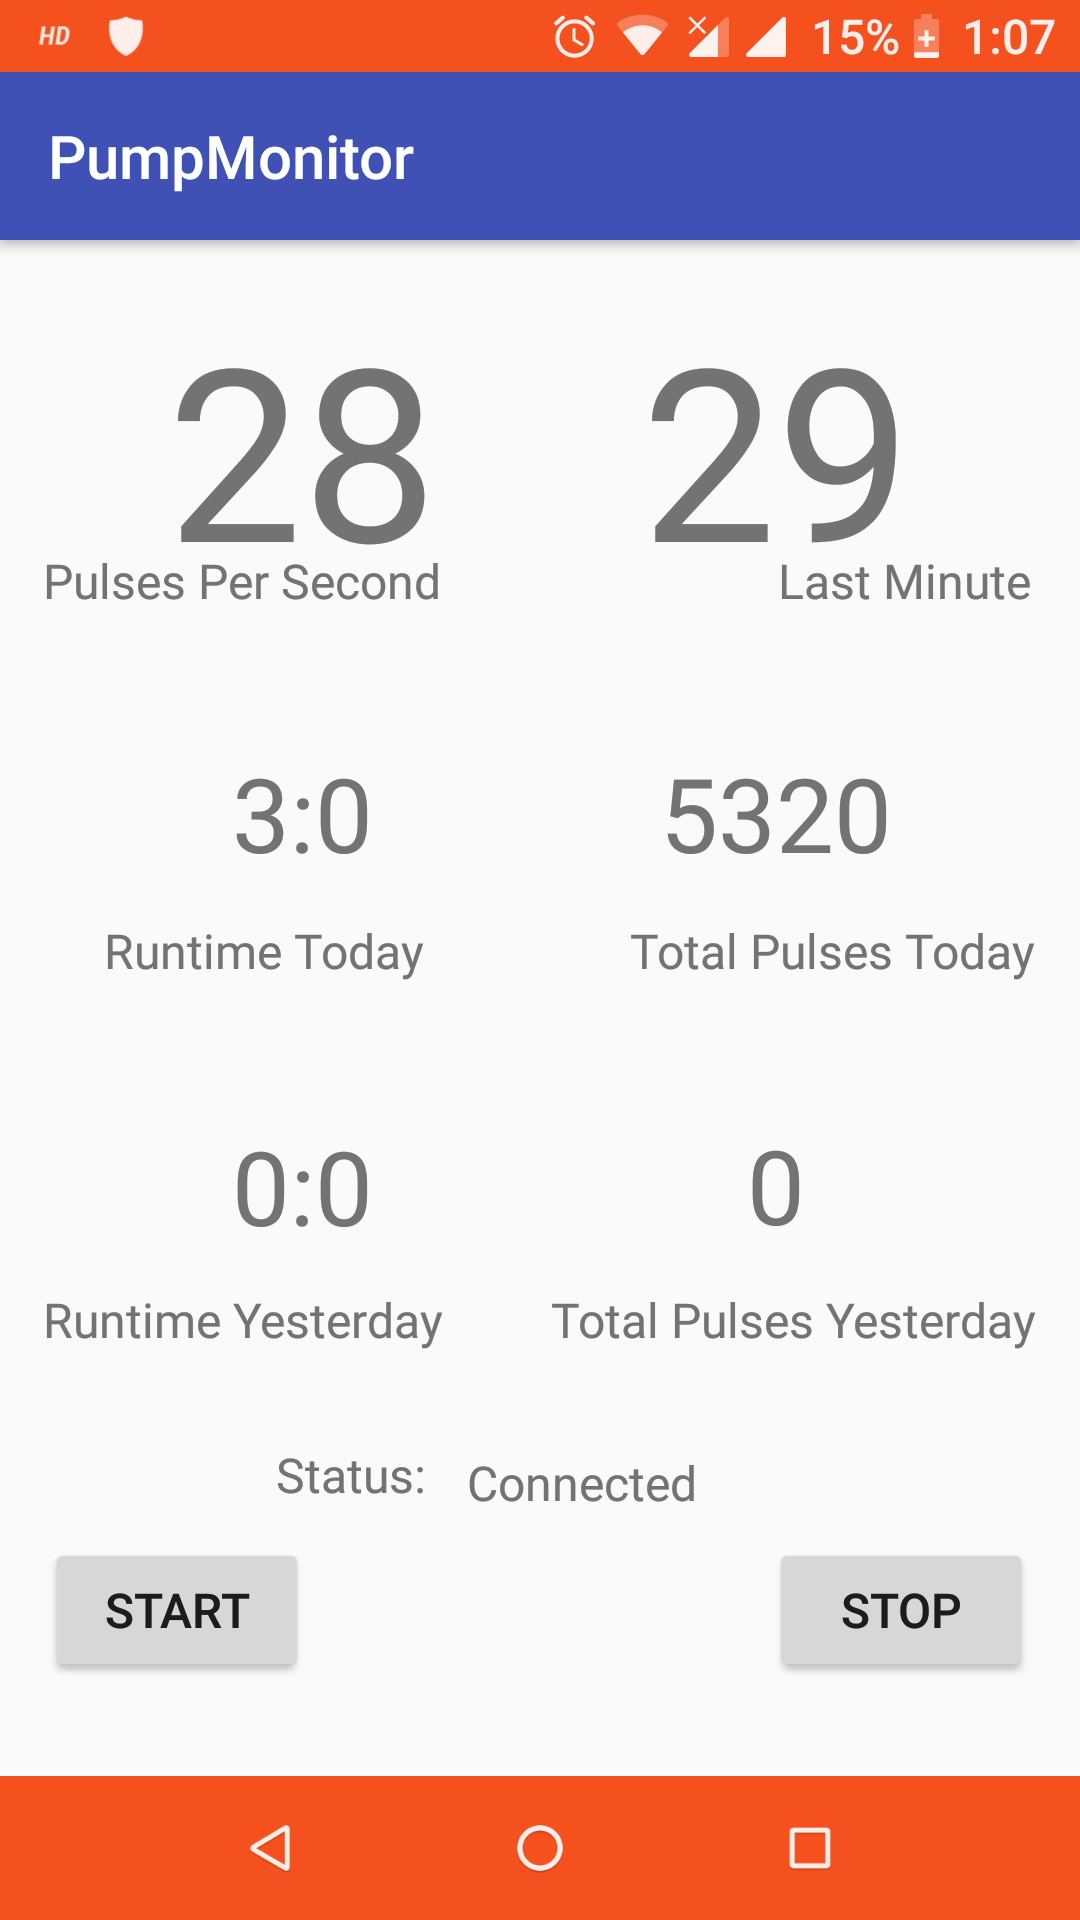 HD 15% 1:07
PumpMonitor
28 29
Pulses Per Second Last Minute
3:0 5320
Runtime Today Total Pulses Today
0:0 0
Runtime Yesterday Total Pulses Yesterday
Status: Connected
START STOP